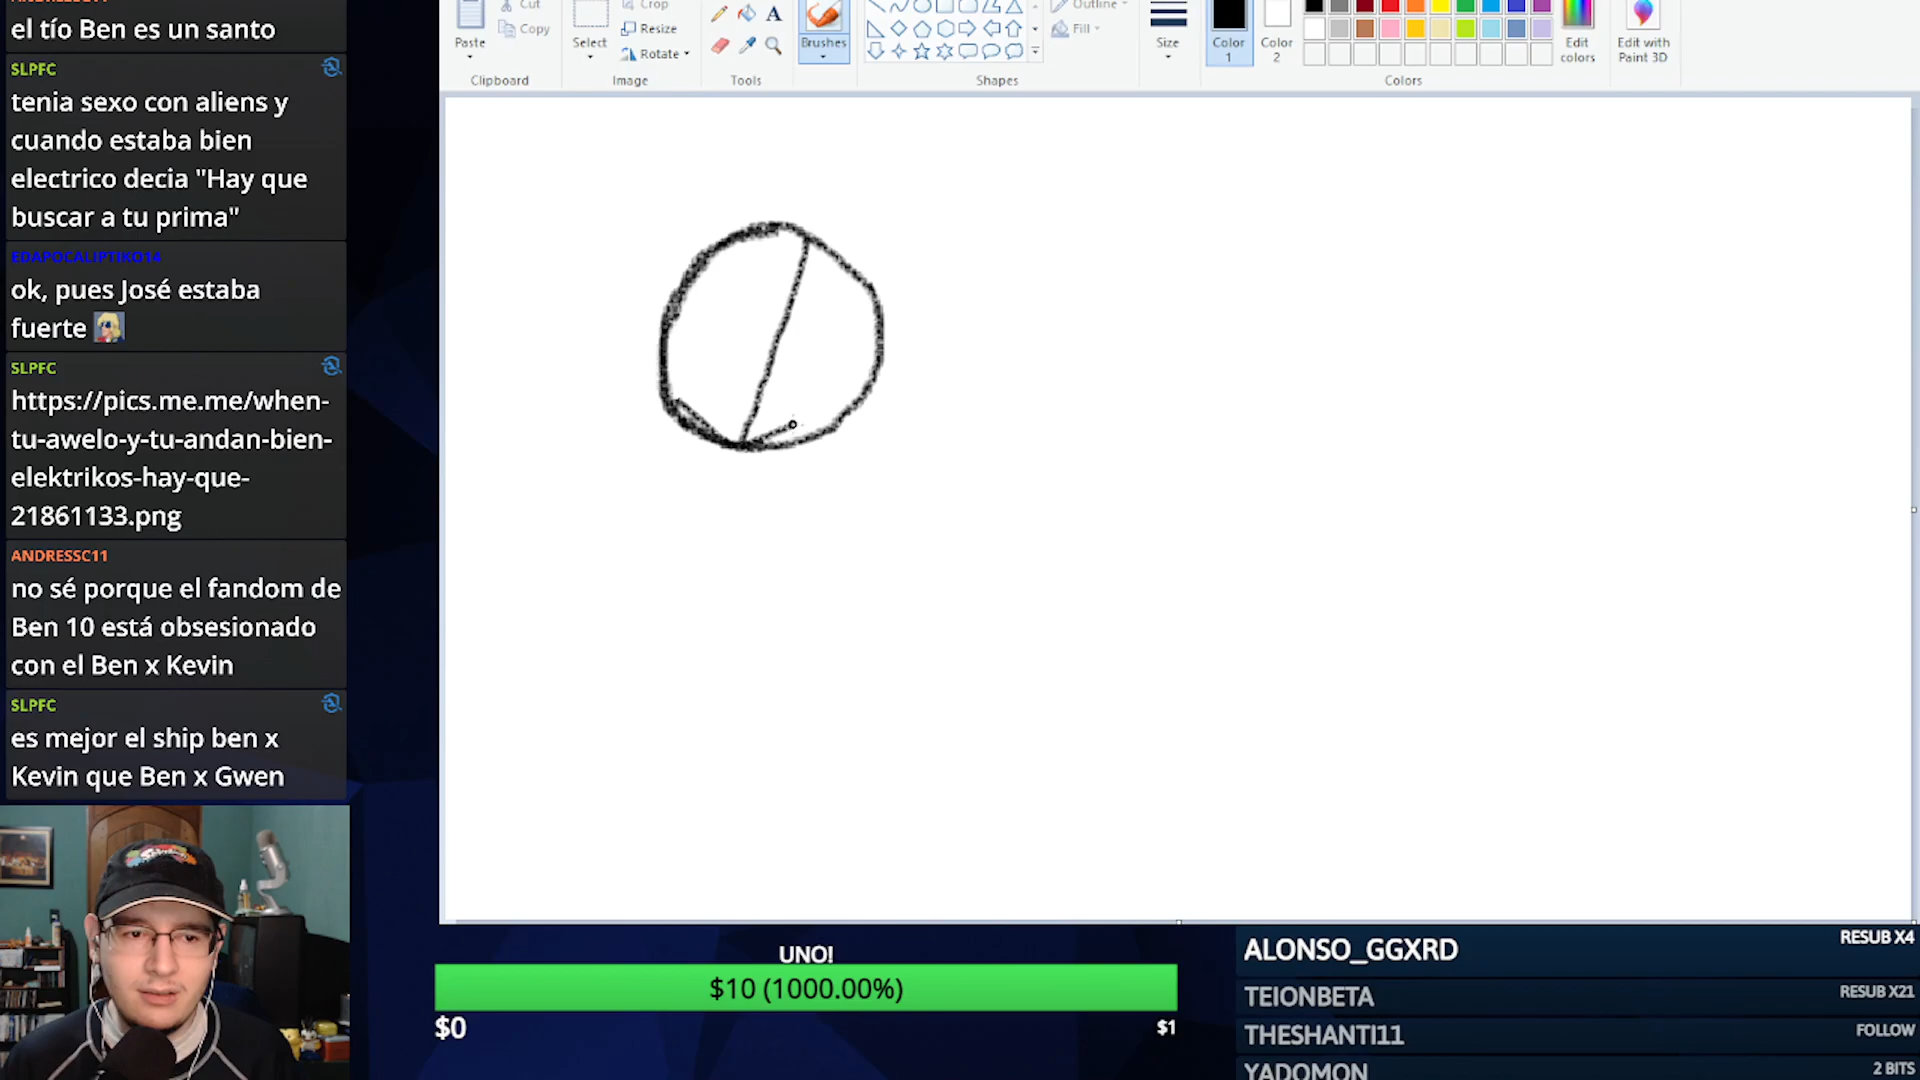 el tío Ben es un santo
SLPFC
tenia sexo con aliens y
cuando estaba bien
electrico decia "Hay que
buscar a tu prima"
EDAPOCALIPTIKO14
ok, pues José estaba
fuerte
SLPFC
https://pics.me.me/when-
tu-awelo-y-tu-andan-bien-
elektrikos-hay-que-
21861133.png
ANDRESSC11
no sé porque el fandom de
Ben 10 está obsesionado
con el Ben x Kevin
SLPFC
es mejor el ship ben x
Kevin que Ben x Gwen
Paste
Cut
Copy
Clipboard
Select
Crop
Resize
Rotate
Image
A
Tools
Brushes
Shapes
Outline
Fill
Size
Color
1
Color
2
Colors
Edit
colors
Edit with
Paint 3D
UNO!
$10 (1000.00%)
$0
$1
ALONSO_GGXRD
RESUB X4
TEIONBETA
RESUB X21
THESHANTI11
FOLLOW
YADOMON
2 BITS